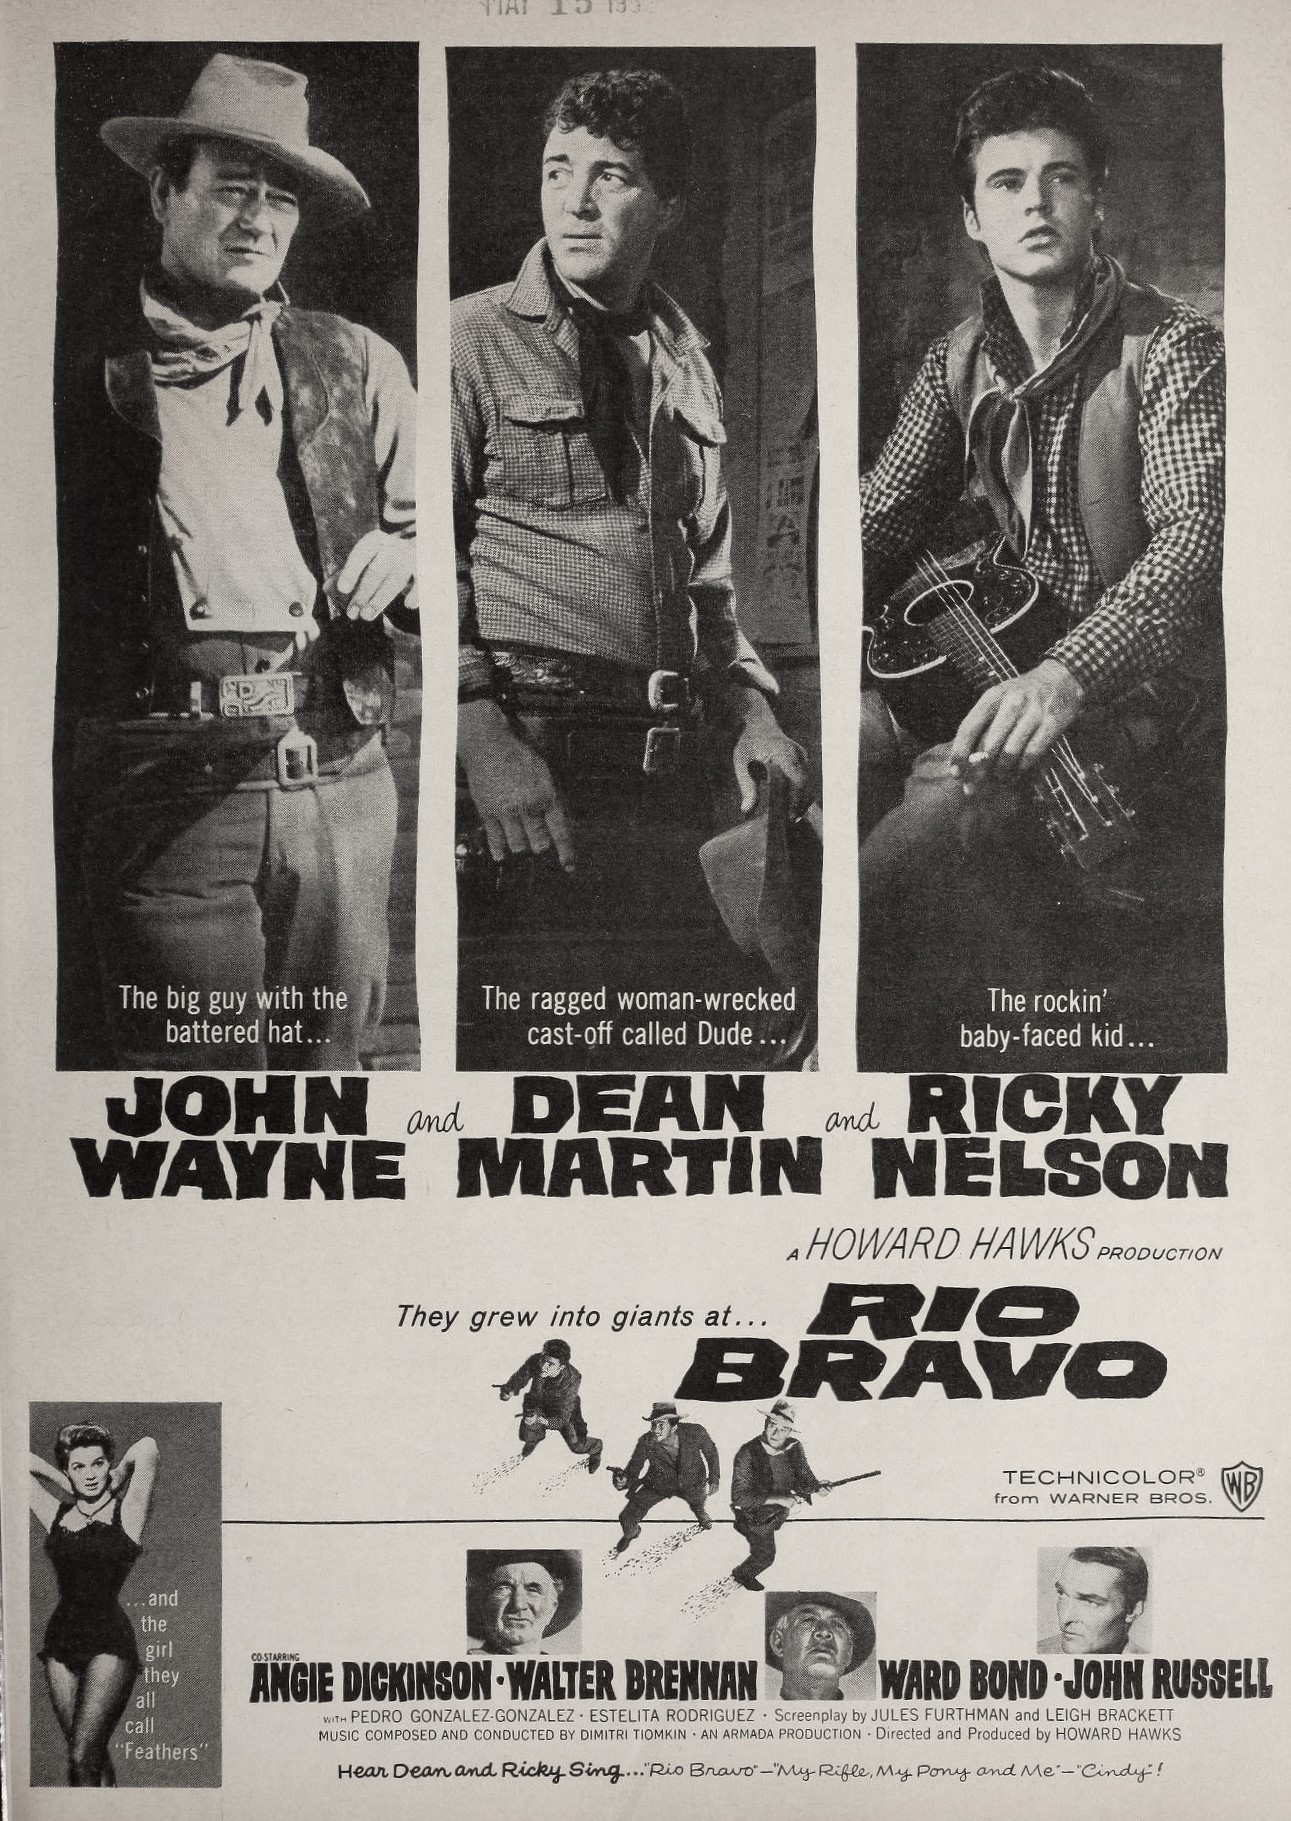 MAY 15 195
The big guy with the
battered hat...
The ragged woman-wrecked
cast-off called Dude...
The rockin'
baby-faced kid...
JOHN
WAYNE
and
DEAN
MARTIN
and
RICKY
NELSON
A HOWARD HAWKS PRODUCTION
They grew into giants at...
RIO
BRAVO
TECHNICOLOR®
from WARNER BROS.
WB
...and
the
girl
they
all
call
"Feathers"
CO-STARRING
ANGIE DICKINSON · WALTER BRENNAN WARD BOND · JOHN RUSSELL
WITH PEDRO GONZALEZ-GONZALEZ · ESTELITA RODRIGUEZ · Screenplay by JULES FURTHMAN and LEIGH BRACKETT
MUSIC COMPOSED AND CONDUCTED BY DIMITRI TIOMKIN · AN ARMADA PRODUCTION · Directed and Produced by HOWARD HAWKS
Hear Dean and Ricky Sing..."Rio Bravo"—"My Rifle, My Pony and Me"—"Cindy"!